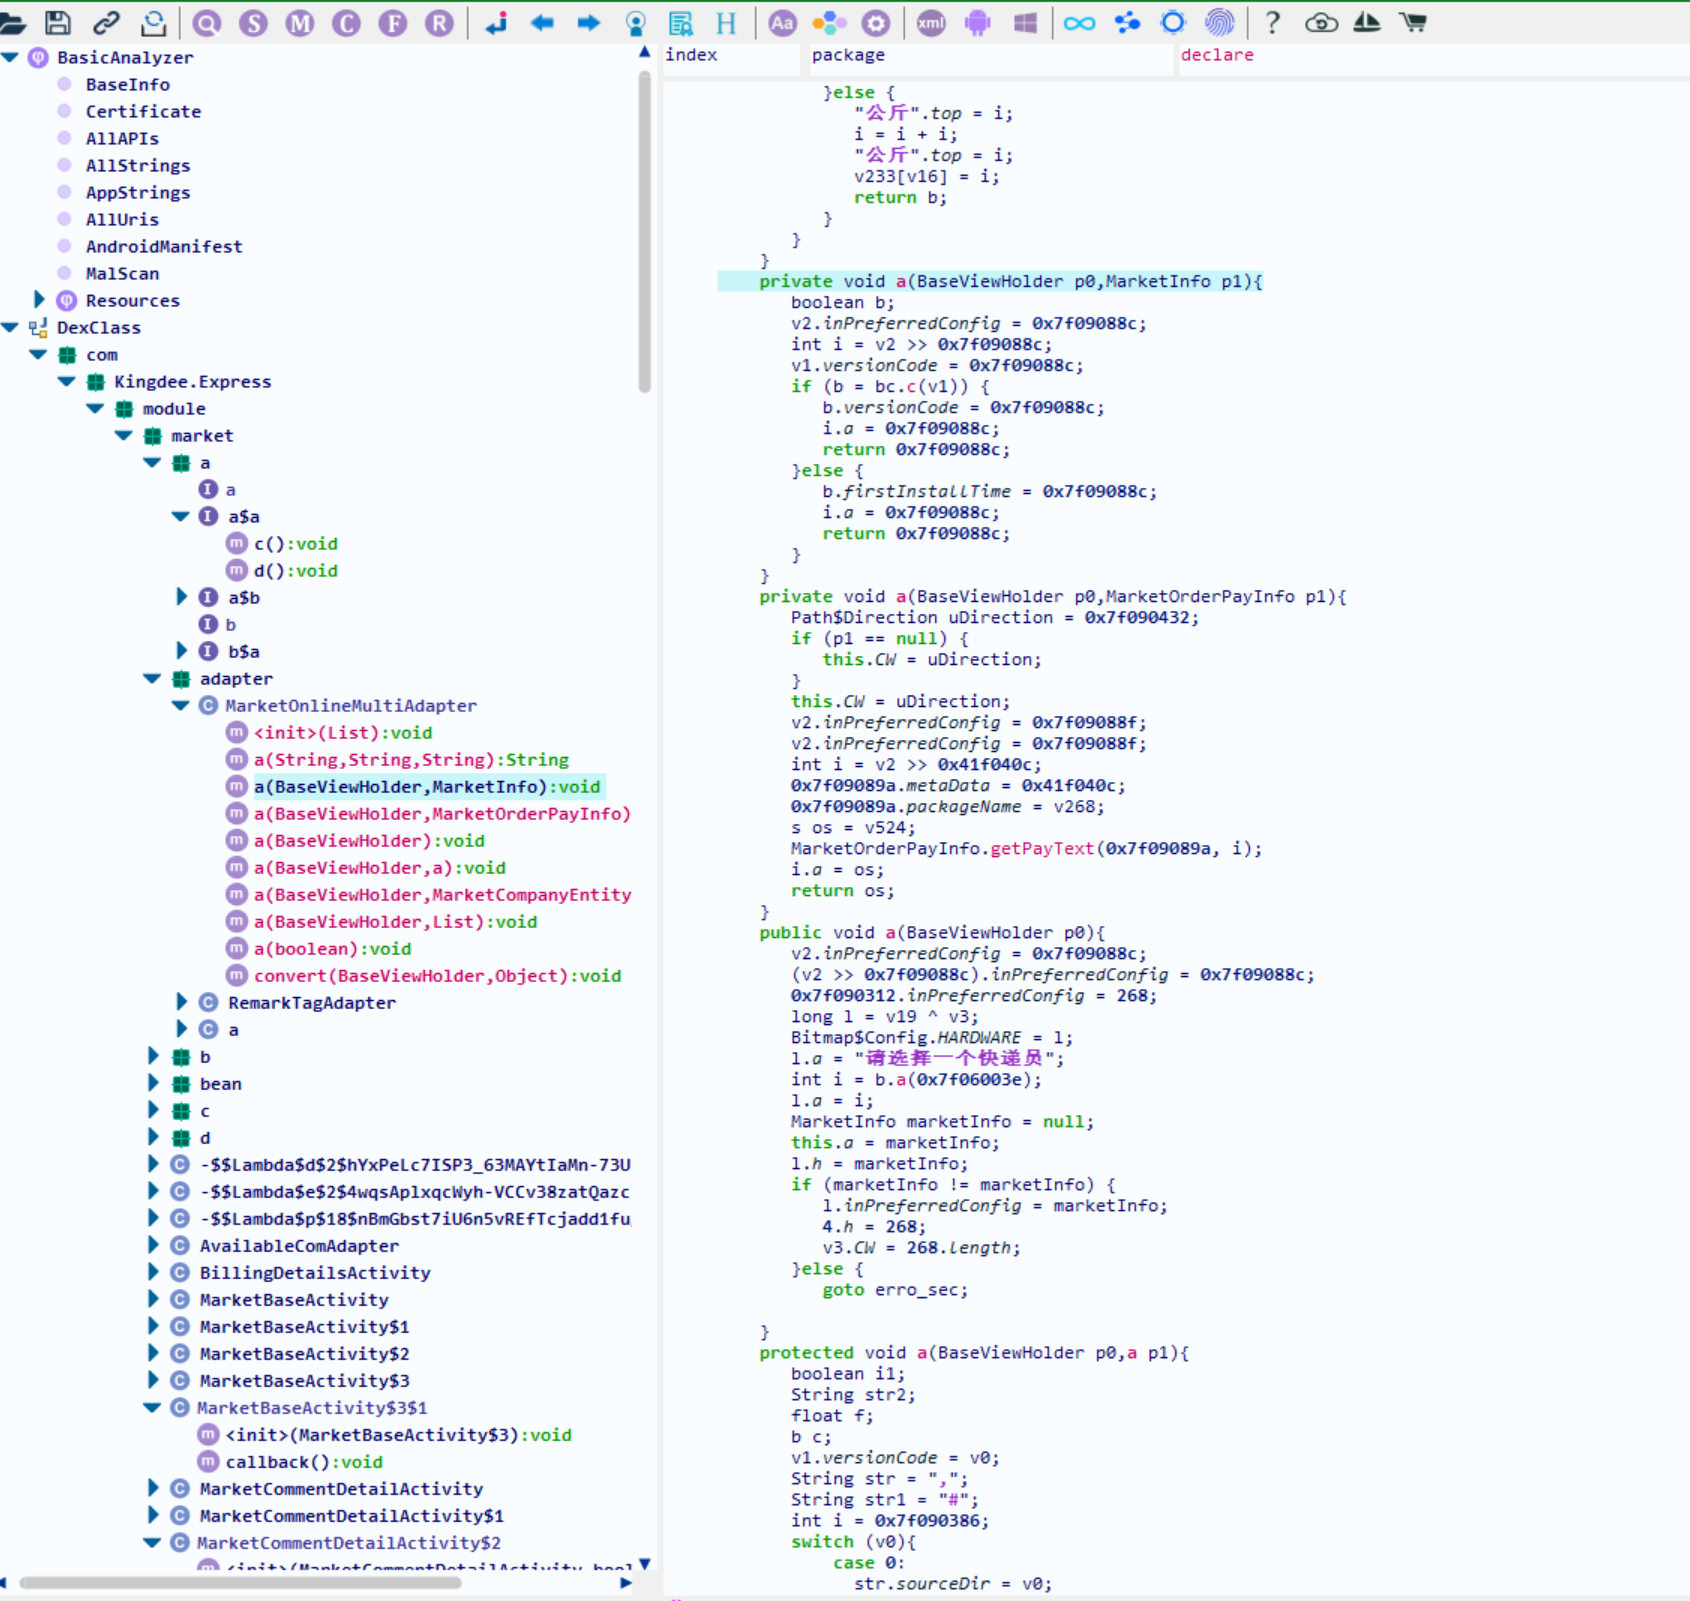 Q S M C F R H Aa xml ?
BasicAnalyzer
BaseInfo
Certificate
AllAPIs
AllStrings
AppStrings
AllUris
AndroidManifest
MalScan
Resources
DexClass
com
Kingdee.Express
module
market
a
a
a$a
c():void
d():void
a$b
b
b$a
adapter
MarketOnlineMultiAdapter
<init>(List):void
a(String,String,String):String
a(BaseViewHolder,MarketInfo):void
a(BaseViewHolder,MarketOrderPayInfo)
a(BaseViewHolder):void
a(BaseViewHolder,a):void
a(BaseViewHolder,MarketCompanyEntity
a(BaseViewHolder,List):void
a(boolean):void
convert(BaseViewHolder,Object):void
RemarkTagAdapter
a
b
bean
c
d
-$$Lambda$d$2$hYxPeLc7ISP3_63MAYtIaMn-73U
-$$Lambda$e$2$4wqsAplxqcWyh-VCCv38zatQazc
-$$Lambda$p$18$nBmGbst7iU6n5vREfTcjadd1fu
AvailableComAdapter
BillingDetailsActivity
MarketBaseActivity
MarketBaseActivity$1
MarketBaseActivity$2
MarketBaseActivity$3
MarketBaseActivity$3$1
<init>(MarketBaseActivity$3):void
callback():void
MarketCommentDetailActivity
MarketCommentDetailActivity$1
MarketCommentDetailActivity$2
<init>(MarketCommentDetailActivity,bool
index package declare
}else {
"公斤".top = i;
i = i + i;
"公斤".top = i;
v233[v16] = i;
return b;
}
}
}
private void a(BaseViewHolder p0,MarketInfo p1){
boolean b;
v2.inPreferredConfig = 0x7f09088c;
int i = v2 >> 0x7f09088c;
v1.versionCode = 0x7f09088c;
if (b = bc.c(v1)) {
b.versionCode = 0x7f09088c;
i.a = 0x7f09088c;
return 0x7f09088c;
}else {
b.firstInstallTime = 0x7f09088c;
i.a = 0x7f09088c;
return 0x7f09088c;
}
}
private void a(BaseViewHolder p0,MarketOrderPayInfo p1){
Path$Direction uDirection = 0x7f090432;
if (p1 == null) {
this.CW = uDirection;
}
this.CW = uDirection;
v2.inPreferredConfig = 0x7f09088f;
v2.inPreferredConfig = 0x7f09088f;
int i = v2 >> 0x41f040c;
0x7f09089a.metaData = 0x41f040c;
0x7f09089a.packageName = v268;
s os = v524;
MarketOrderPayInfo.getPayText(0x7f09089a, i);
i.a = os;
return os;
}
public void a(BaseViewHolder p0){
v2.inPreferredConfig = 0x7f09088c;
(v2 >> 0x7f09088c).inPreferredConfig = 0x7f09088c;
0x7f090312.inPreferredConfig = 268;
long l = v19 ^ v3;
Bitmap$Config.HARDWARE = l;
l.a = "请选择一个快递员";
int i = b.a(0x7f06003e);
l.a = i;
MarketInfo marketInfo = null;
this.a = marketInfo;
l.h = marketInfo;
if (marketInfo != marketInfo) {
l.inPreferredConfig = marketInfo;
4.h = 268;
v3.CW = 268.length;
}else {
goto erro_sec;
}
protected void a(BaseViewHolder p0,a p1){
boolean i1;
String str2;
float f;
b c;
v1.versionCode = v0;
String str = ",";
String str1 = "#";
int i = 0x7f090386;
switch (v0){
case 0:
str.sourceDir = v0;